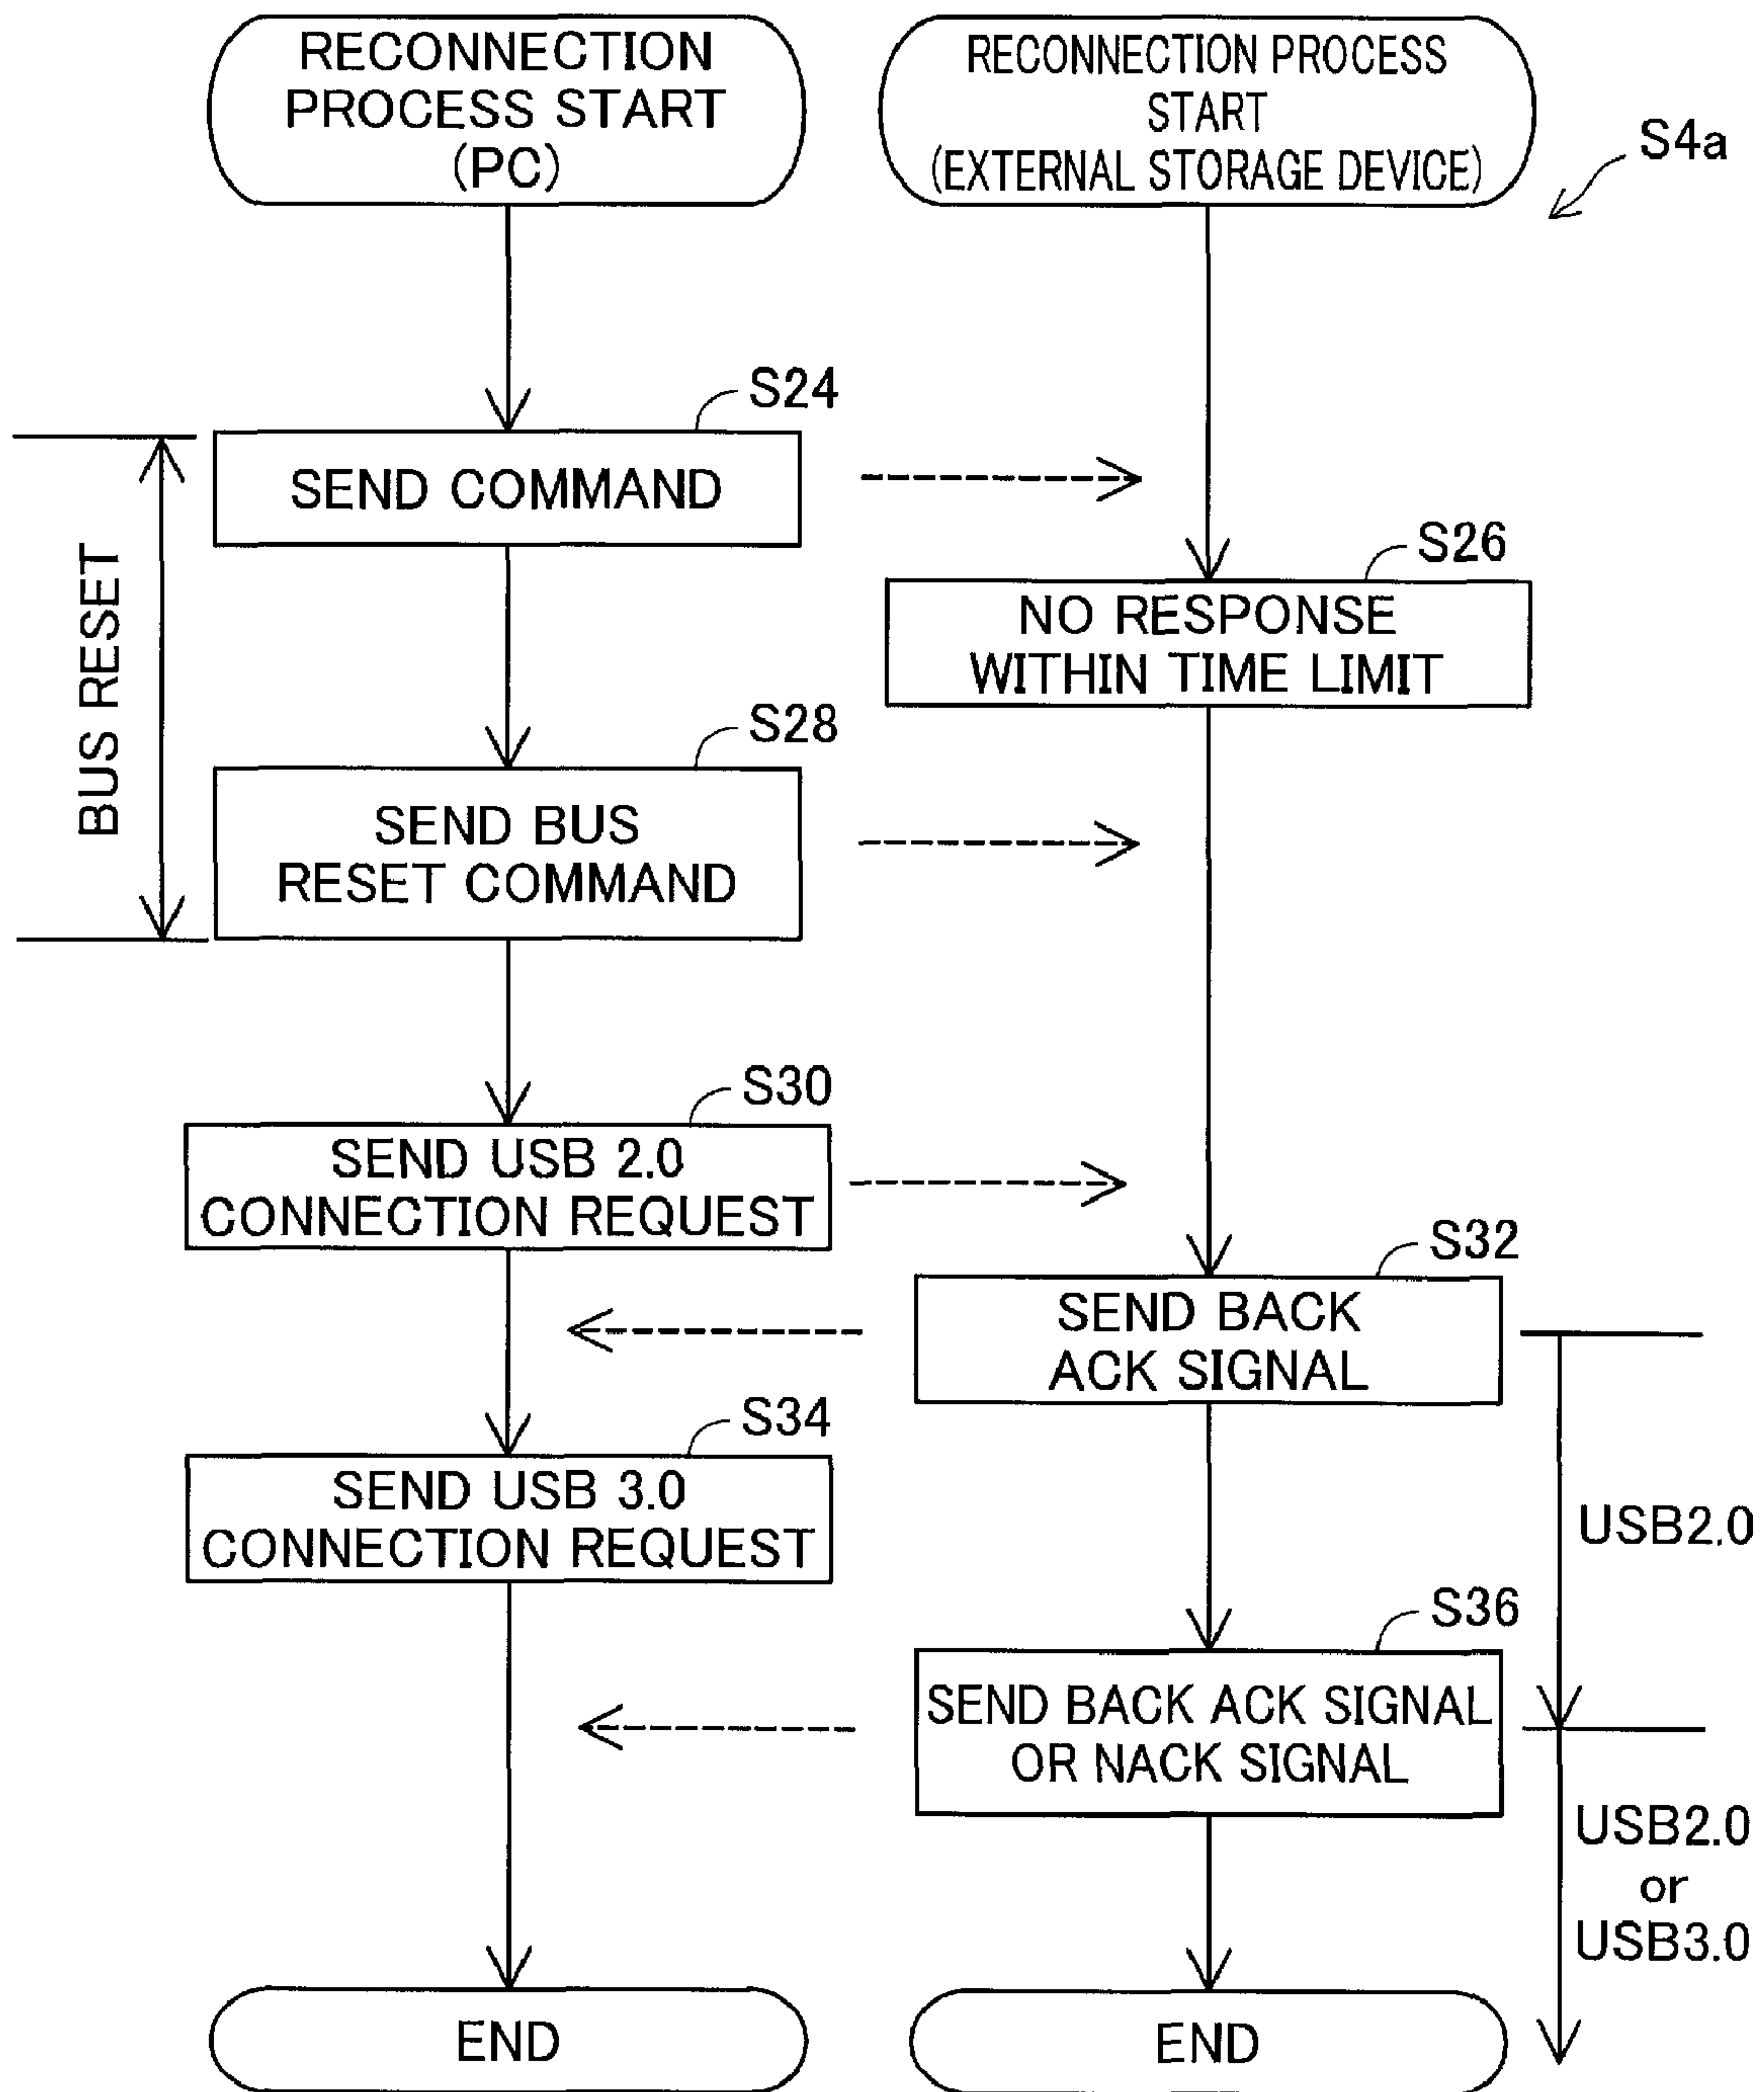 RECONNECTION
PROCESS START
(PC)
RECONNECTION PROCESS
START
(EXTERNAL STORAGE DEVICE)
S4a
S24
SEND COMMAND
S26
NO RESPONSE
WITHIN TIME LIMIT
BUS RESET
S28
SEND BUS
RESET COMMAND
S30
SEND USB 2.0
CONNECTION REQUEST
S32
SEND BACK
ACK SIGNAL
S34
SEND USB 3.0
CONNECTION REQUEST
USB2.0
S36
SEND BACK ACK SIGNAL
OR NACK SIGNAL
USB2.0
or
USB3.0
END
END